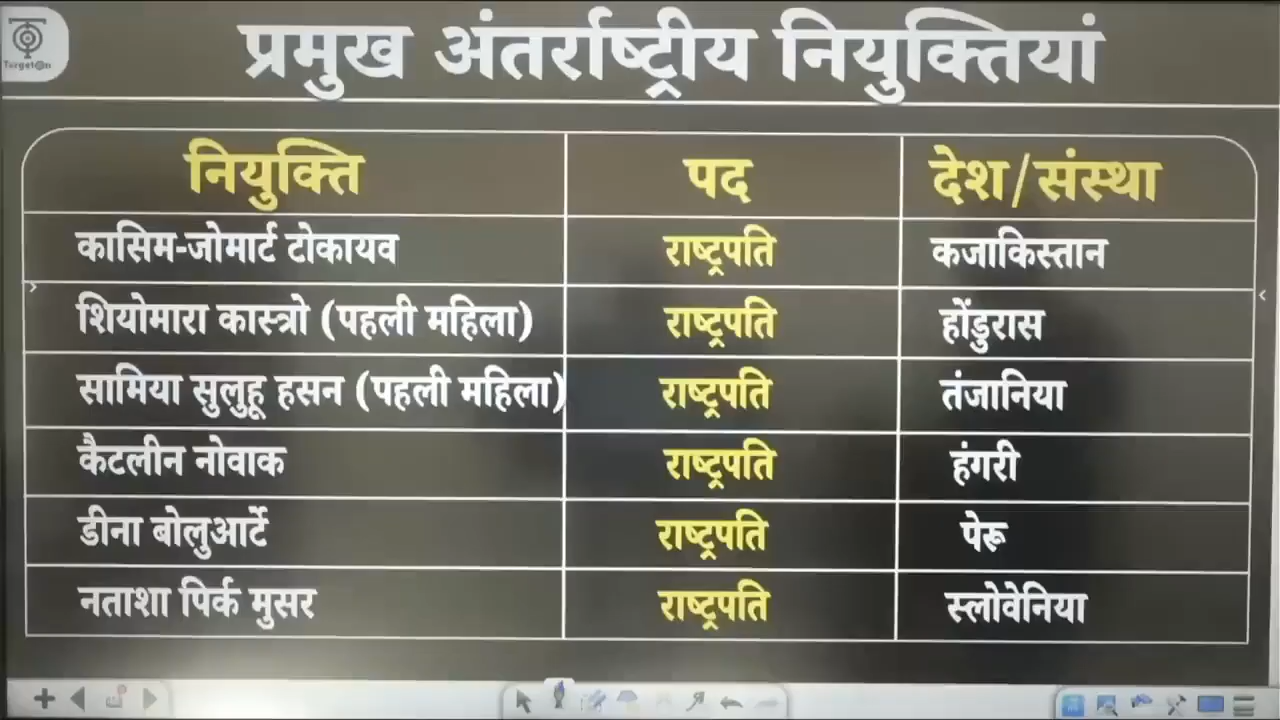 TargetOn
प्रमुख अंतर्राष्ट्रीय नियुक्तियां
नियुक्ति पद देश/संस्था
कासिम-जोमार्ट टोकायव राष्ट्रपति कजाकिस्तान
शियोमारा कास्त्रो (पहली महिला) राष्ट्रपति होंडुरास
सामिया सुलुहू हसन (पहली महिला) राष्ट्रपति तंजानिया
कैटलीन नोवाक राष्ट्रपति हंगरी
डीना बोलुआर्टे राष्ट्रपति पेरू
नताशा पिर्क मुसर राष्ट्रपति स्लोवेनिया